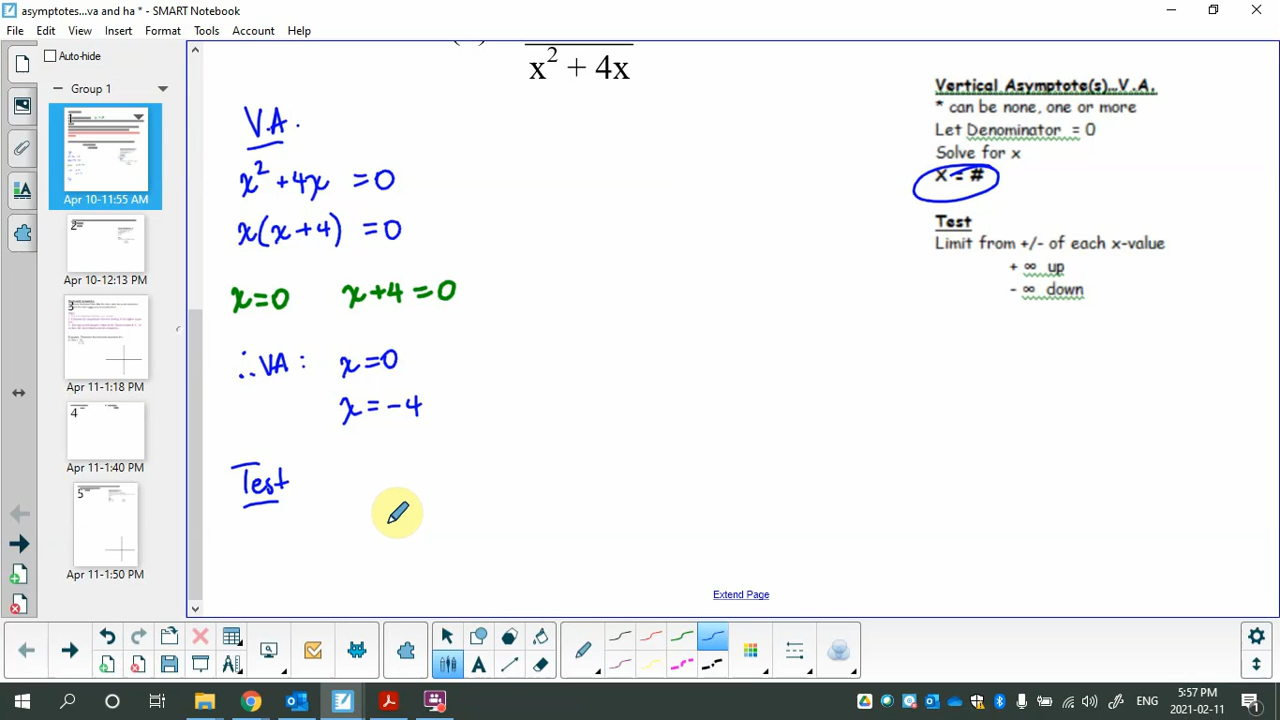 asymptotes...va and ha * - SMART Notebook
File Edit View Insert Format Tools Account Help
Auto-hide
Group 1
1
Apr 10-11:55 AM
2
Apr 10-12:13 PM
3
Apr 11-1:18 PM
4
Apr 11-1:40 PM
5
Apr 11-1:50 PM
x² + 4x
V.A.
x² + 4x = 0
x(x+4) = 0
x=0 x+4=0
∴VA: x=0
x=-4
Test
Vertical Asymptote(s)...V.A.
* can be none, one or more
Let Denominator = 0
Solve for x
X = #
Test
Limit from +/- of each x-value
+ ∞ up
- ∞ down
Extend Page
ENG
5:57 PM
2021-02-11
1